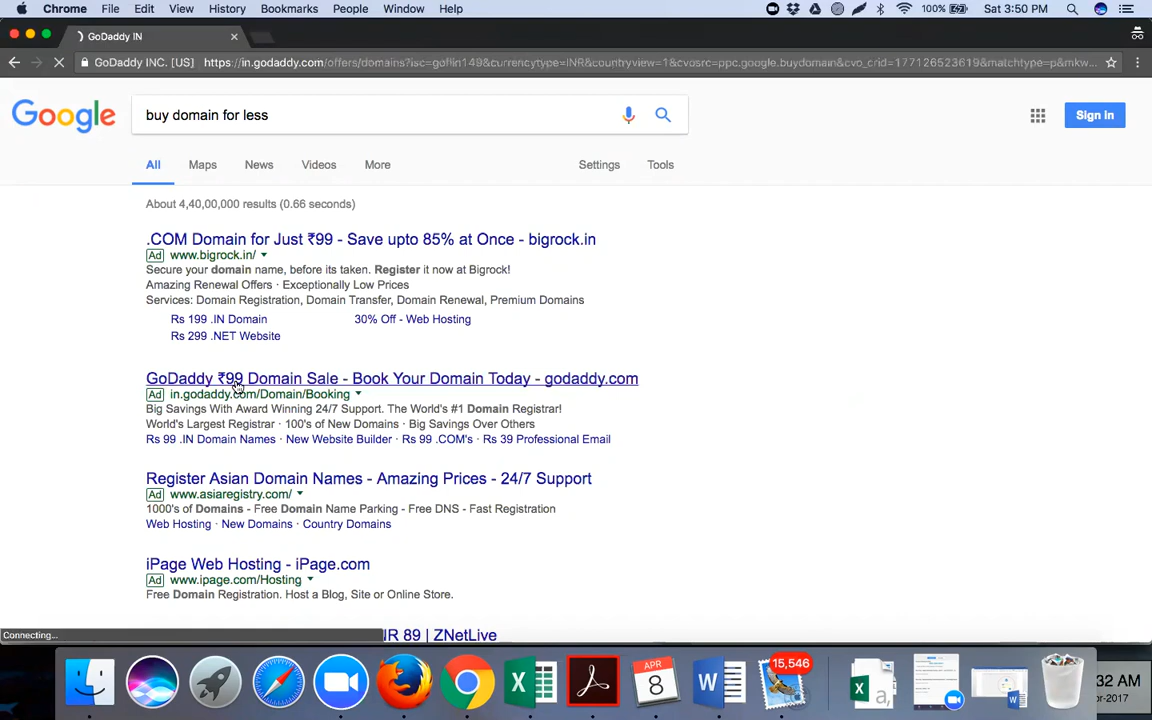 Chrome File Edit View History Bookmarks People Window Help 100% Sat 3:50 PM
GoDaddy IN
GoDaddy INC. [US] https://in.godaddy.com/offers/domains?isc=goflin149&currencytype=INR&countryview=1&cvosrc=ppc.google.buydomain&cvo_crid=177126523619&matchtype=p&mkw...
Google buy domain for less Sign in
All Maps News Videos More Settings Tools
About 4,40,00,000 results (0.66 seconds)
.COM Domain for Just ₹99 - Save upto 85% at Once - bigrock.in
Ad www.bigrock.in/
Secure your domain name, before its taken. Register it now at Bigrock!
Amazing Renewal Offers · Exceptionally Low Prices
Services: Domain Registration, Domain Transfer, Domain Renewal, Premium Domains
Rs 199 .IN Domain 30% Off - Web Hosting
Rs 299 .NET Website
GoDaddy ₹99 Domain Sale - Book Your Domain Today - godaddy.com
Ad in.godaddy.com/Domain/Booking
Big Savings With Award Winning 24/7 Support. The World's #1 Domain Registrar!
World's Largest Registrar · 100's of New Domains · Big Savings Over Others
Rs 99 .IN Domain Names · New Website Builder · Rs 99 .COM's · Rs 39 Professional Email
Register Asian Domain Names - Amazing Prices - 24/7 Support
Ad www.asiaregistry.com/
1000's of Domains - Free Domain Name Parking - Free DNS - Fast Registration
Web Hosting · New Domains · Country Domains
iPage Web Hosting - iPage.com
Ad www.ipage.com/Hosting
Free Domain Registration. Host a Blog, Site or Online Store.
Connecting... NR 89 | ZNetLive
15,546
APR
8
a,
32 AM
r-2017